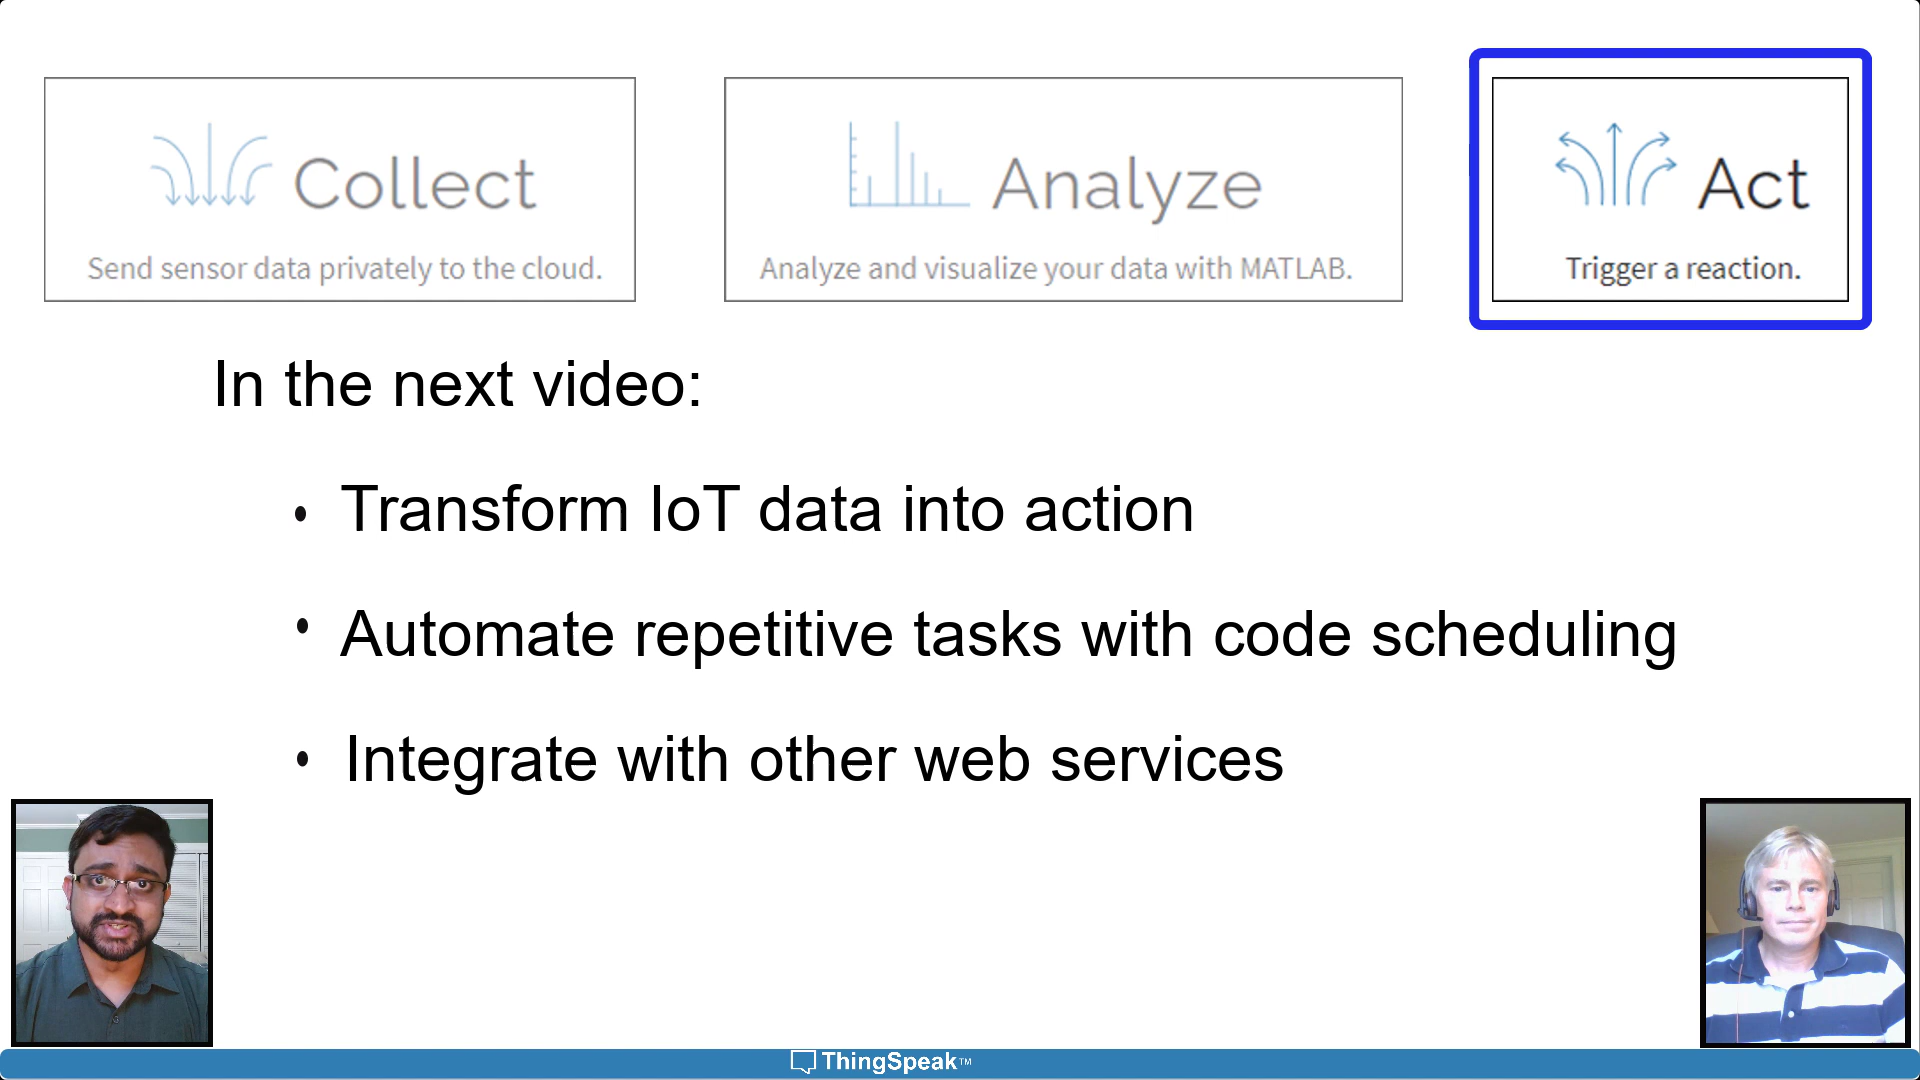 Collect
Send sensor data privately to the cloud.
Analyze
Analyze and visualize your data with MATLAB.
Act
Trigger a reaction.
In the next video:
• Transform IoT data into action
• Automate repetitive tasks with code scheduling
• Integrate with other web services
ThingSpeak™